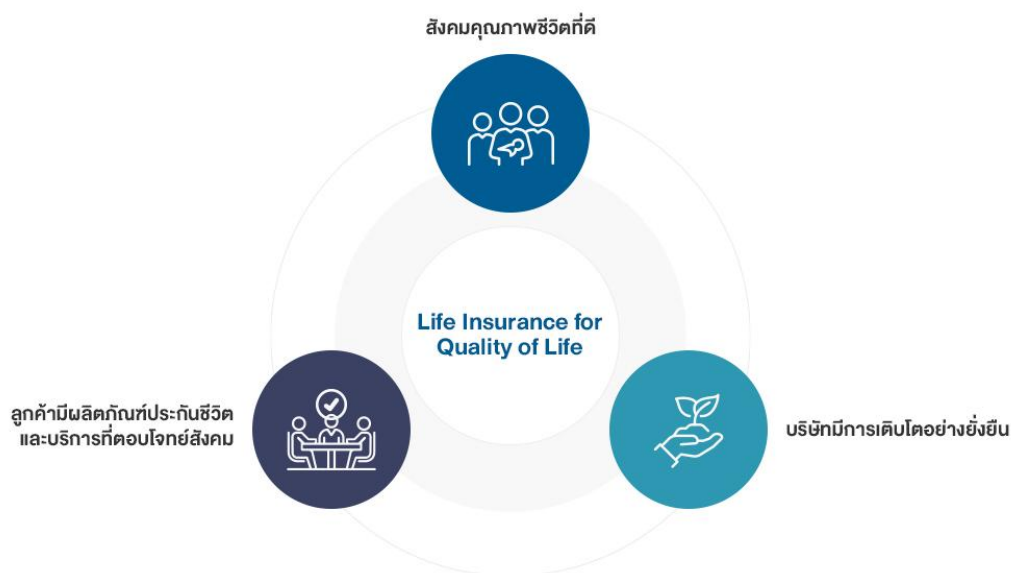 สังคมคุณภาพชีวิตที่ดี
Life Insurance for
Quality of Life
ลูกค้ามีผลิตภัณฑ์ประกันชีวิต
และบริการที่ตอบโจทย์สังคม
บริษัทมีการเติบโตอย่างยั่งยืน